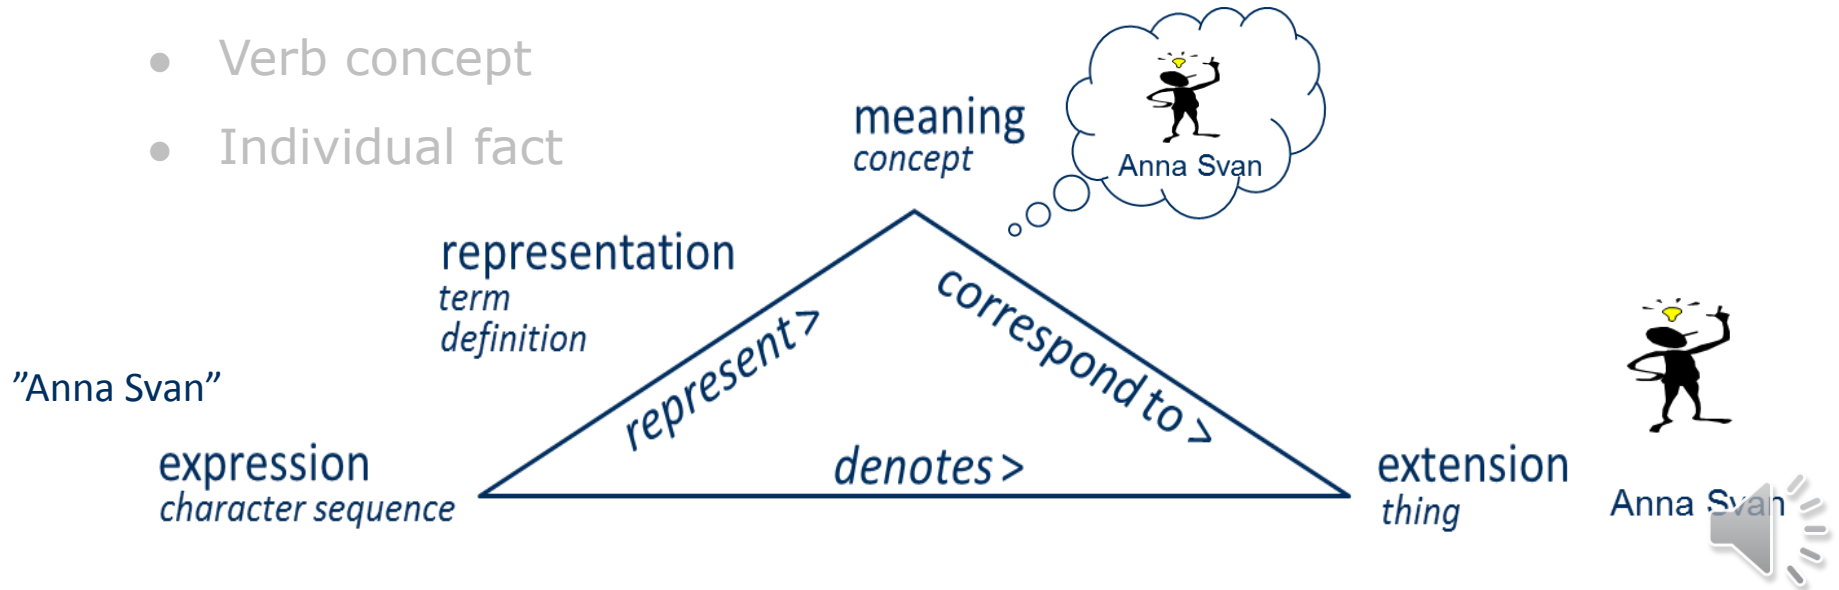 ● Verb concept
● Individual fact
meaning
concept
Anna Svan
representation
term
definition
represent >
correspond to >
”Anna Svan”
expression
character sequence
denotes >
extension
thing
Anna Svan